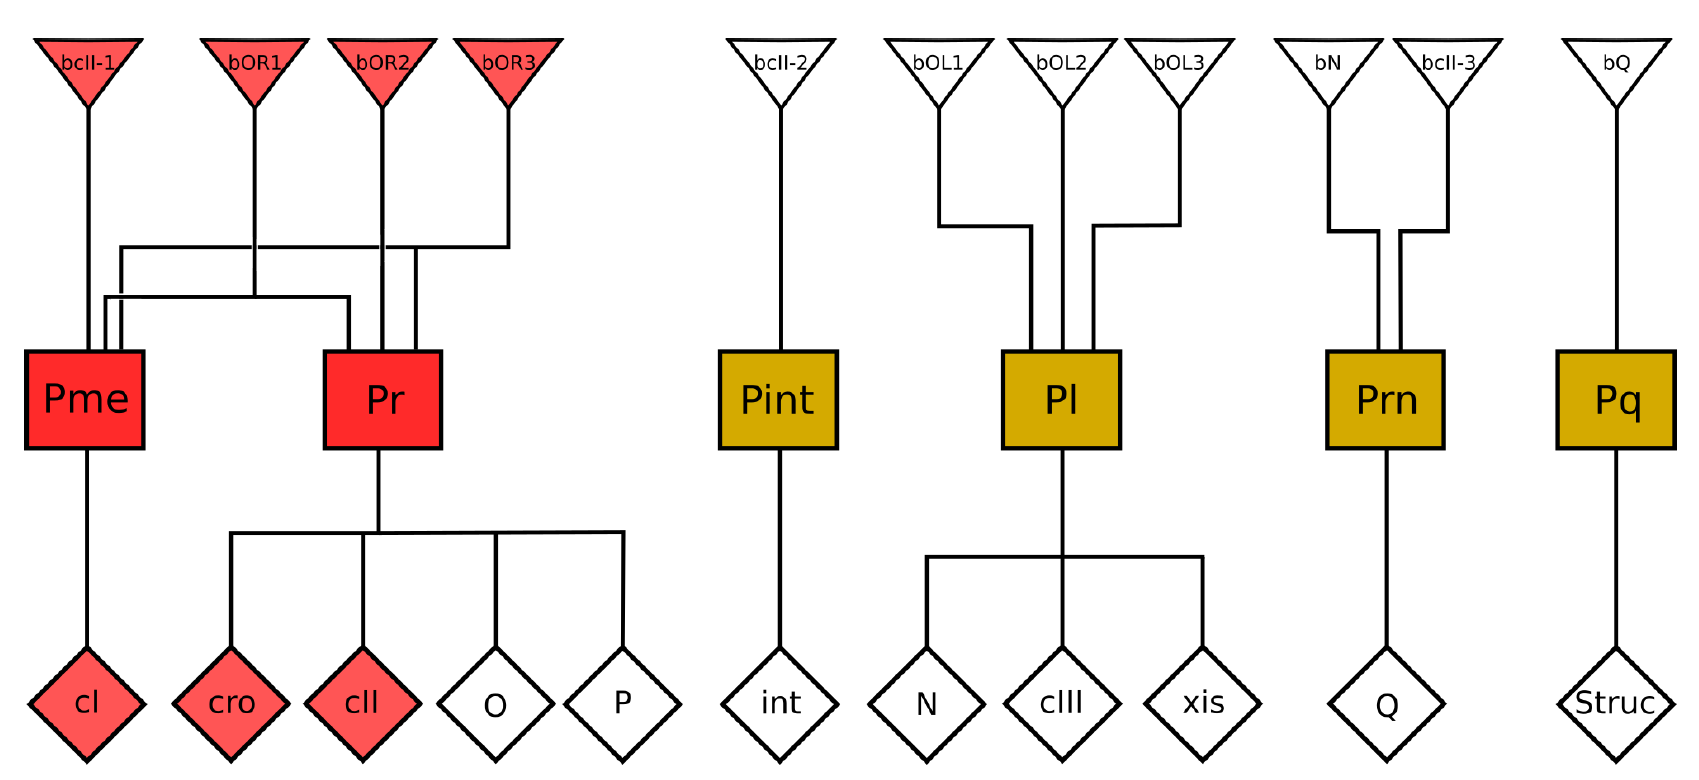 bcII-1 bOR1 bOR2 bOR3 bcII-2 bOL1 bOL2 bOL3 bN bcII-3 bQ
Pme Pr Pint Pl Prn Pq
cI cro cII O P int N cIII xis Q Struc